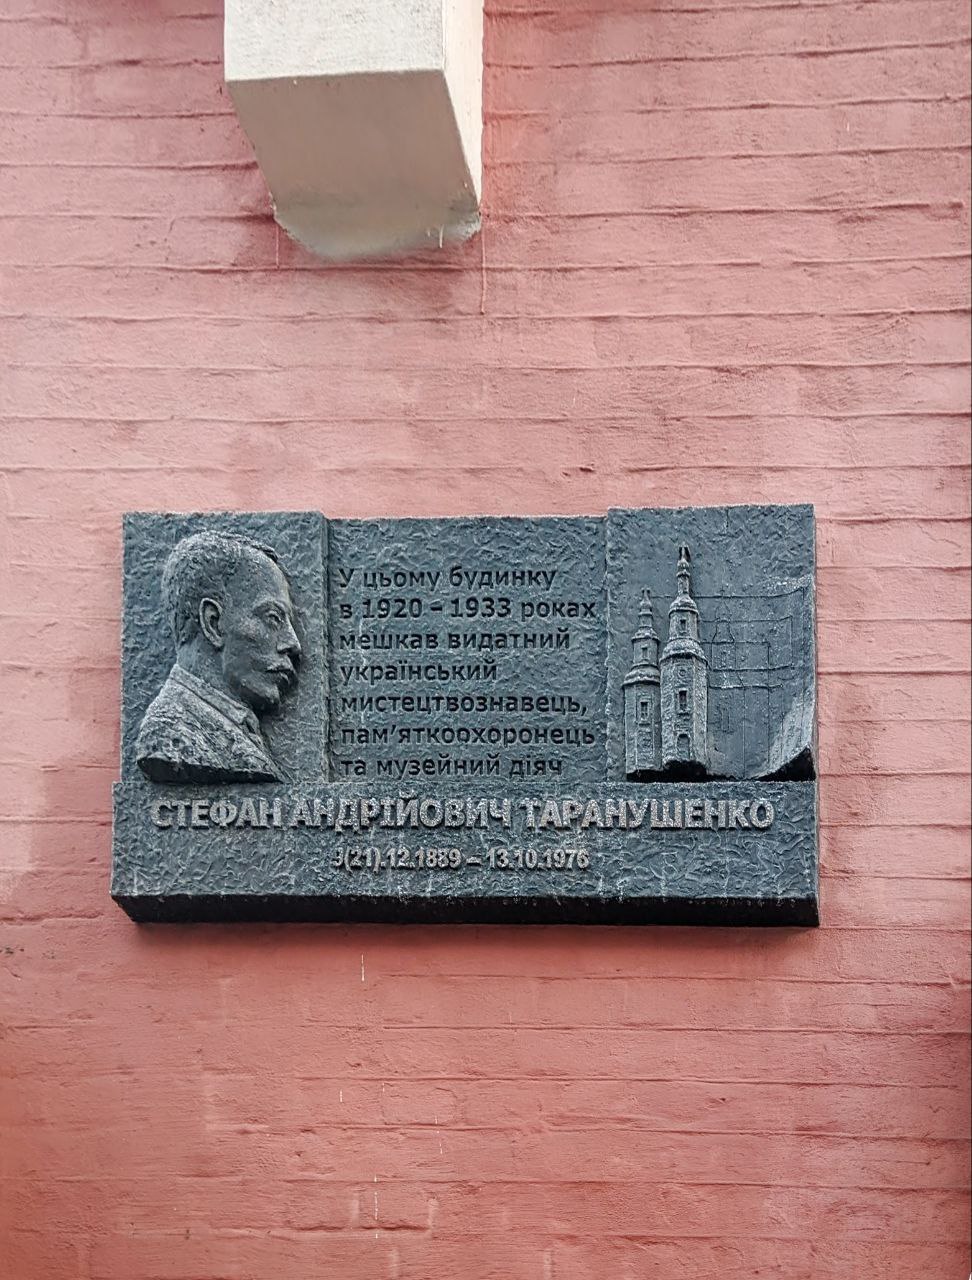 У цьому будинку
в 1920 – 1933 роках
мешкав видатний
український
мистецтвознавець,
пам'яткоохоронець
та музейний діяч
СТЕФАН АНДРІЙОВИЧ ТАРАНУШЕНКО
9(21).12.1889 – 13.10.1976